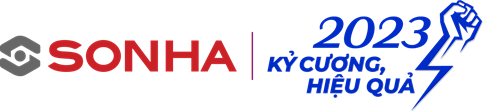 SONHA
2023
KỶ CƯƠNG,
HIỆU QUẢ